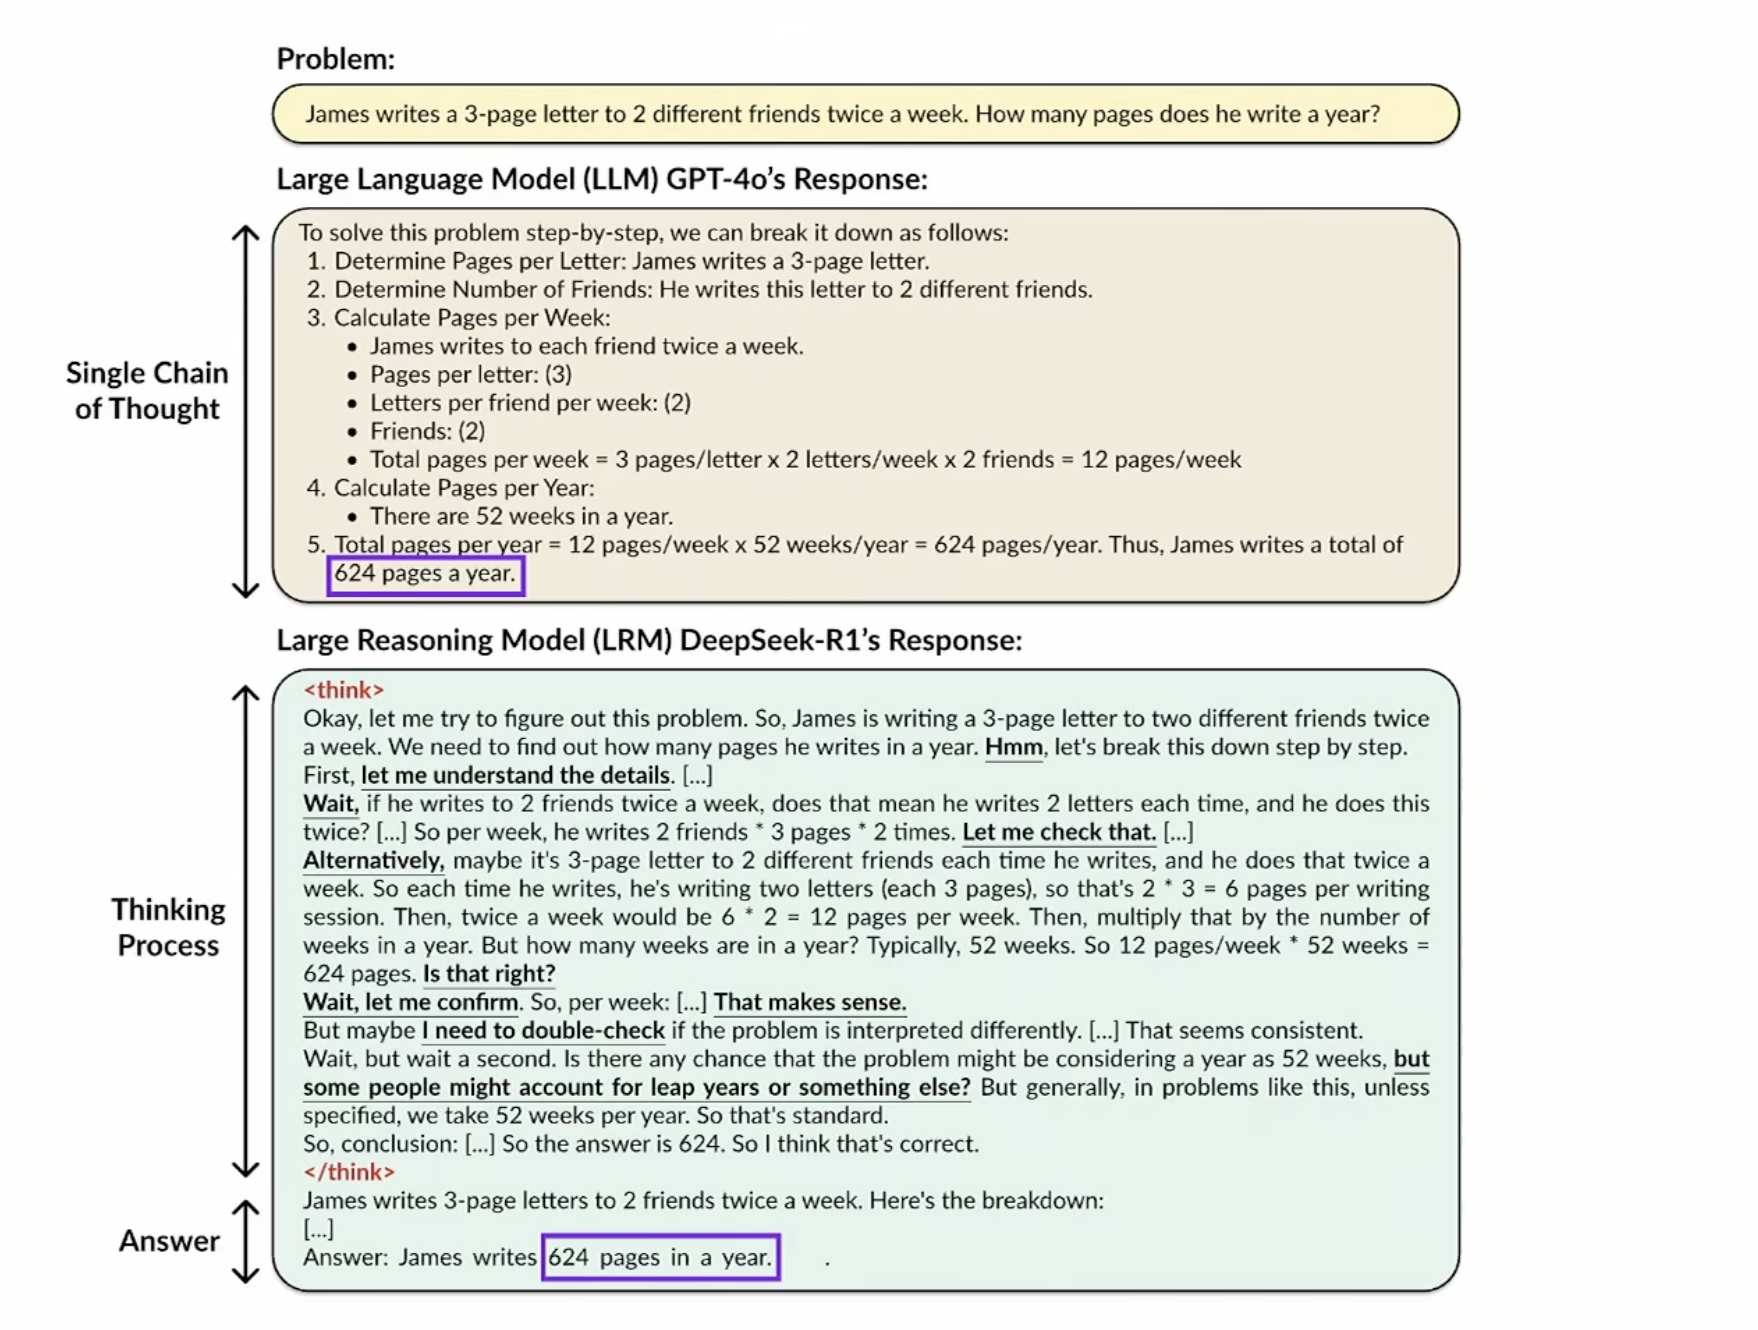 Problem:
James writes a 3-page letter to 2 different friends twice a week. How many pages does he write a year?
Large Language Model (LLM) GPT-4o's Response:
Single Chain
of Thought
To solve this problem step-by-step, we can break it down as follows:
1. Determine Pages per Letter: James writes a 3-page letter.
2. Determine Number of Friends: He writes this letter to 2 different friends.
3. Calculate Pages per Week:
• James writes to each friend twice a week.
• Pages per letter: (3)
• Letters per friend per week: (2)
• Friends: (2)
• Total pages per week = 3 pages/letter x 2 letters/week x 2 friends = 12 pages/week
4. Calculate Pages per Year:
• There are 52 weeks in a year.
5. Total pages per year = 12 pages/week x 52 weeks/year = 624 pages/year. Thus, James writes a total of
624 pages a year.
Large Reasoning Model (LRM) DeepSeek-R1's Response:
Thinking
Process
<think>
Okay, let me try to figure out this problem. So, James is writing a 3-page letter to two different friends twice
a week. We need to find out how many pages he writes in a year. Hmm, let's break this down step by step.
First, let me understand the details. [...]
Wait, if he writes to 2 friends twice a week, does that mean he writes 2 letters each time, and he does this
twice? [...] So per week, he writes 2 friends * 3 pages * 2 times. Let me check that. [...]
Alternatively, maybe it's 3-page letter to 2 different friends each time he writes, and he does that twice a
week. So each time he writes, he's writing two letters (each 3 pages), so that's 2 * 3 = 6 pages per writing
session. Then, twice a week would be 6 * 2 = 12 pages per week. Then, multiply that by the number of
weeks in a year. But how many weeks are in a year? Typically, 52 weeks. So 12 pages/week * 52 weeks =
624 pages. Is that right?
Wait, let me confirm. So, per week: [...] That makes sense.
But maybe I need to double-check if the problem is interpreted differently. [...] That seems consistent.
Wait, but wait a second. Is there any chance that the problem might be considering a year as 52 weeks, but
some people might account for leap years or something else? But generally, in problems like this, unless
specified, we take 52 weeks per year. So that's standard.
So, conclusion: [...] So the answer is 624. So I think that's correct.
</think>
Answer
James writes 3-page letters to 2 friends twice a week. Here's the breakdown:
[...]
Answer: James writes 624 pages in a year. .